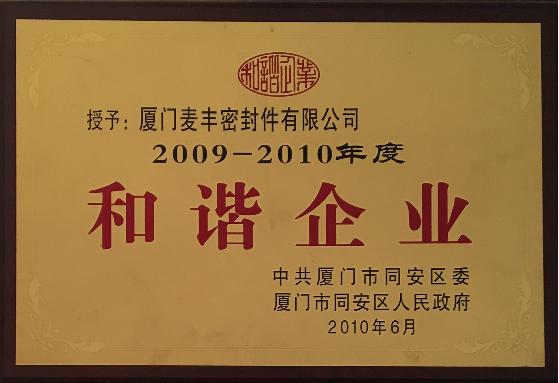 和谐企业
授予：厦门麦丰密封件有限公司
2009-2010年度
和谐企业
中共厦门市同安区委
厦门市同安区人民政府
2010年6月